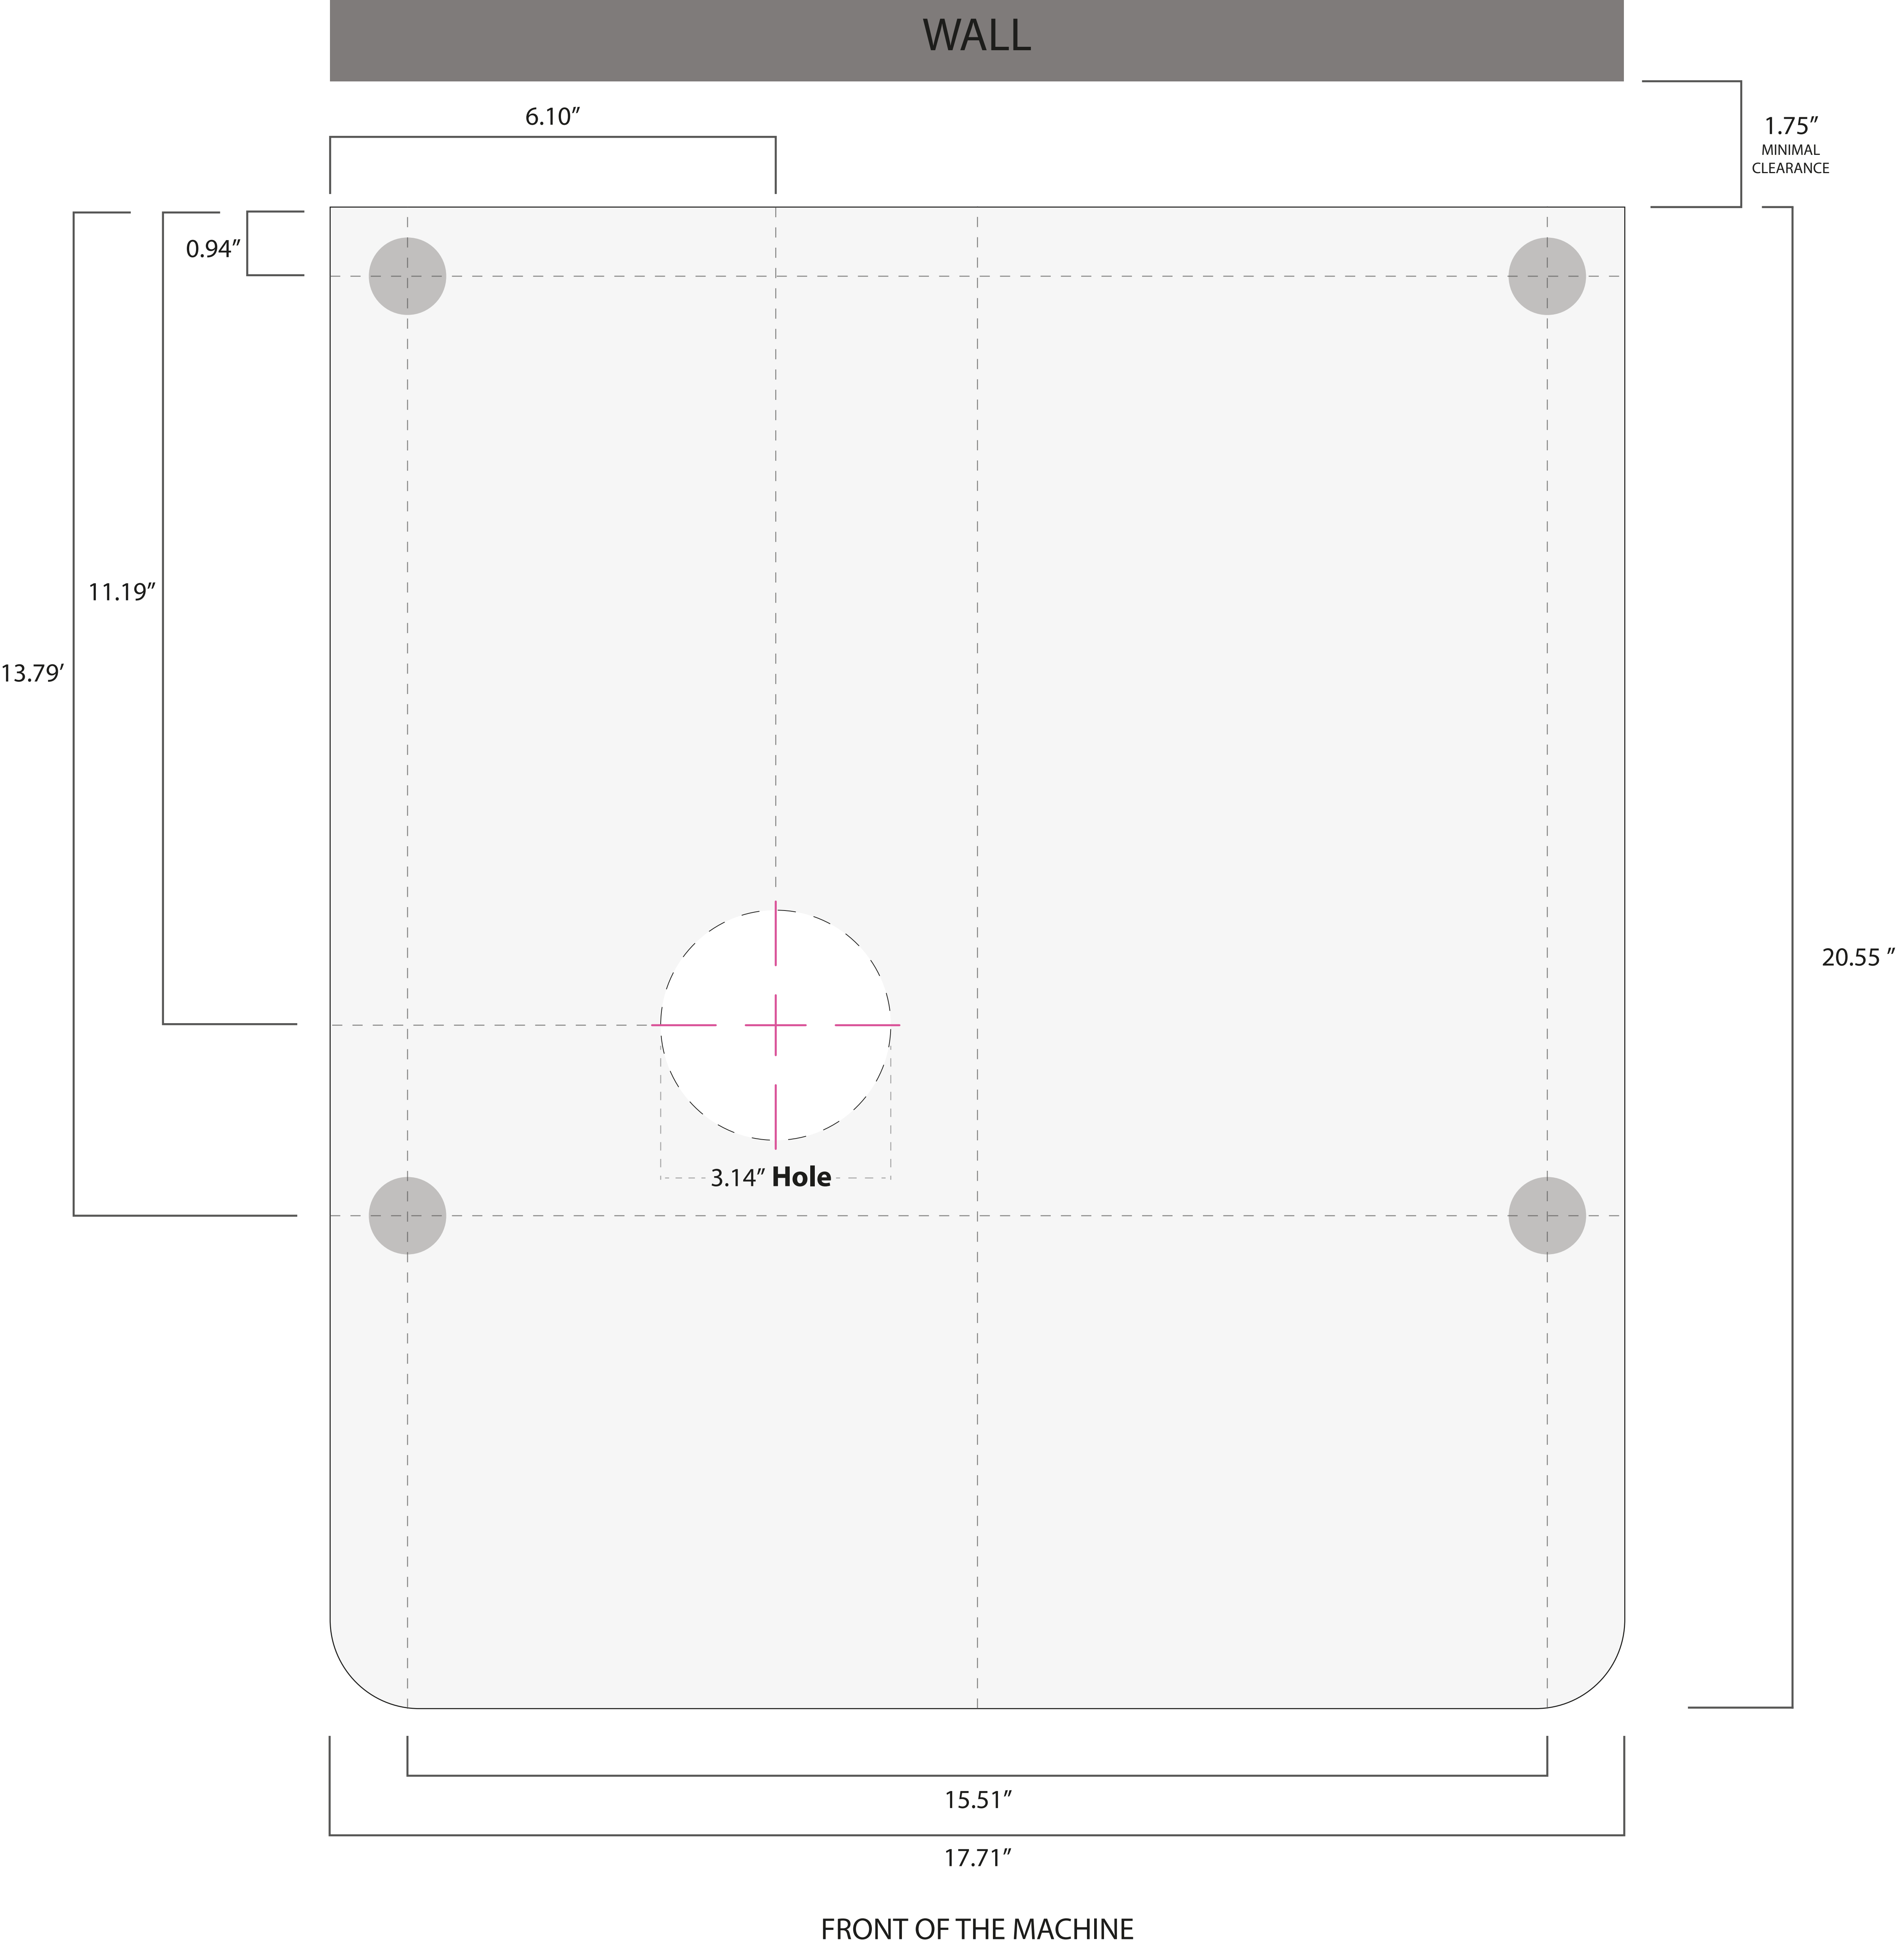 WALL
6.10”
1.75”
MINIMAL
CLEARANCE
0.94”
11.19”
13.79’
20.55 ”
3.14” Hole
15.51”
17.71”
FRONT OF THE MACHINE